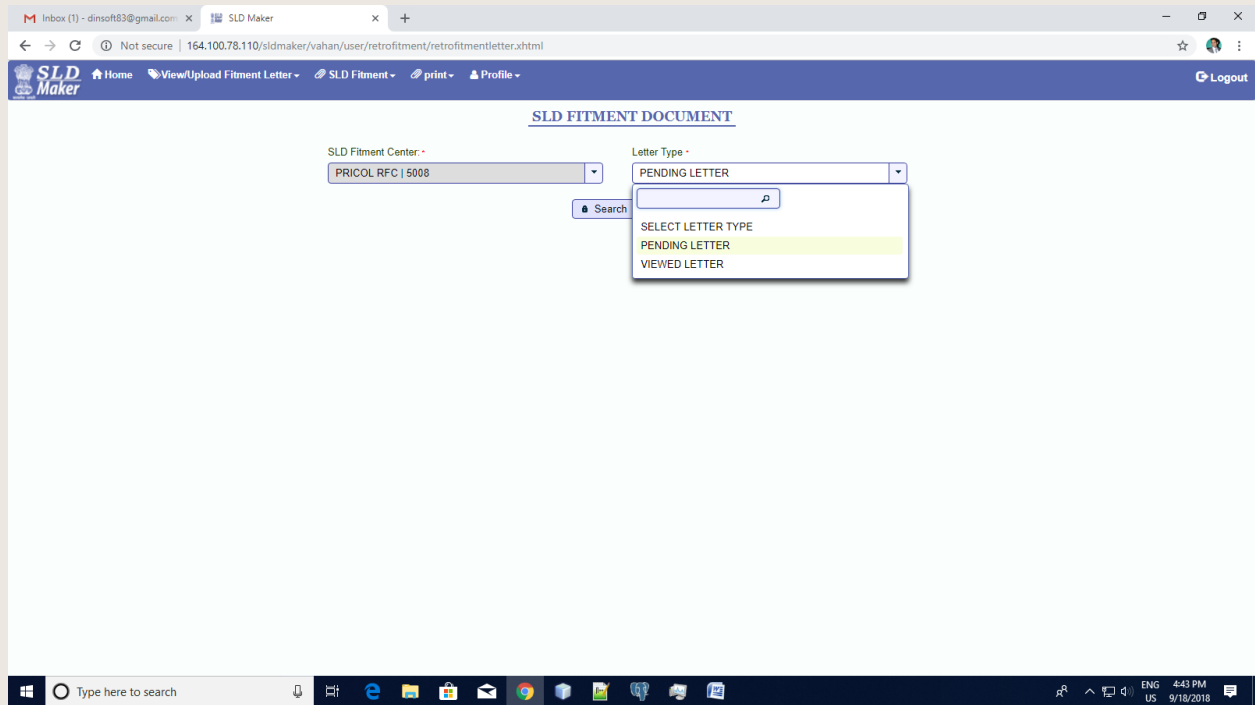 Inbox (1) - dinsoft83@gmail.com
SLD Maker
Not secure | 164.100.78.110/sldmaker/vahan/user/retrofitment/retrofitmentletter.xhtml
SLD Maker
Home View/Upload Fitment Letter SLD Fitment print Profile Logout
SLD FITMENT DOCUMENT
SLD Fitment Center: * Letter Type *
PRICOL RFC | 5008 PENDING LETTER
Search
SELECT LETTER TYPE
PENDING LETTER
VIEWED LETTER
Type here to search
ENG 4:43 PM
US 9/18/2018